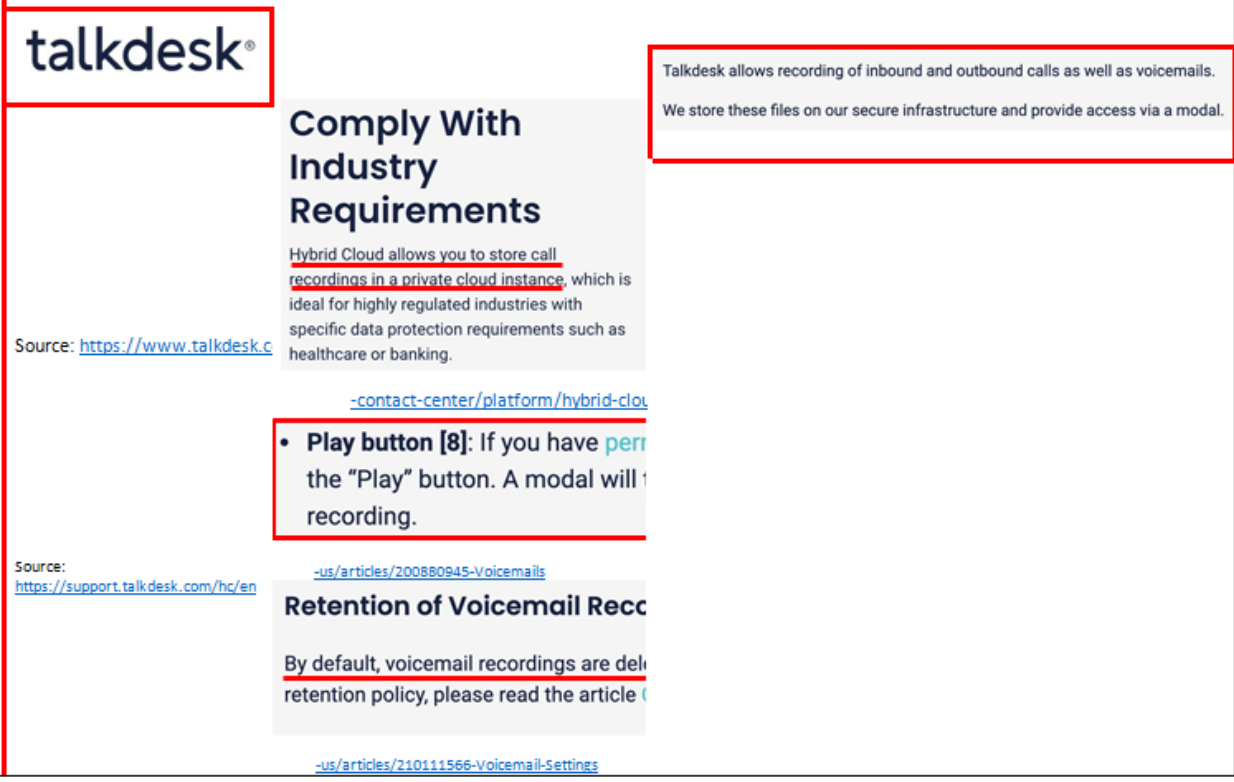 talkdesk®
Talkdesk allows recording of inbound and outbound calls as well as voicemails.
We store these files on our secure infrastructure and provide access via a modal.
Comply With
Industry
Requirements
Hybrid Cloud allows you to store call
recordings in a private cloud instance, which is
ideal for highly regulated industries with
specific data protection requirements such as
healthcare or banking.
Source: https://www.talkdesk.c
-contact-center/platform/hybrid-clou
• Play button [8]: If you have perr
the “Play” button. A modal will
recording.
Source:
https://support.talkdesk.com/hc/en
-us/articles/200880945-Voicemails
Retention of Voicemail Reco
By default, voicemail recordings are dele
retention policy, please read the article
-us/articles/210111566-Voicemail-Settings